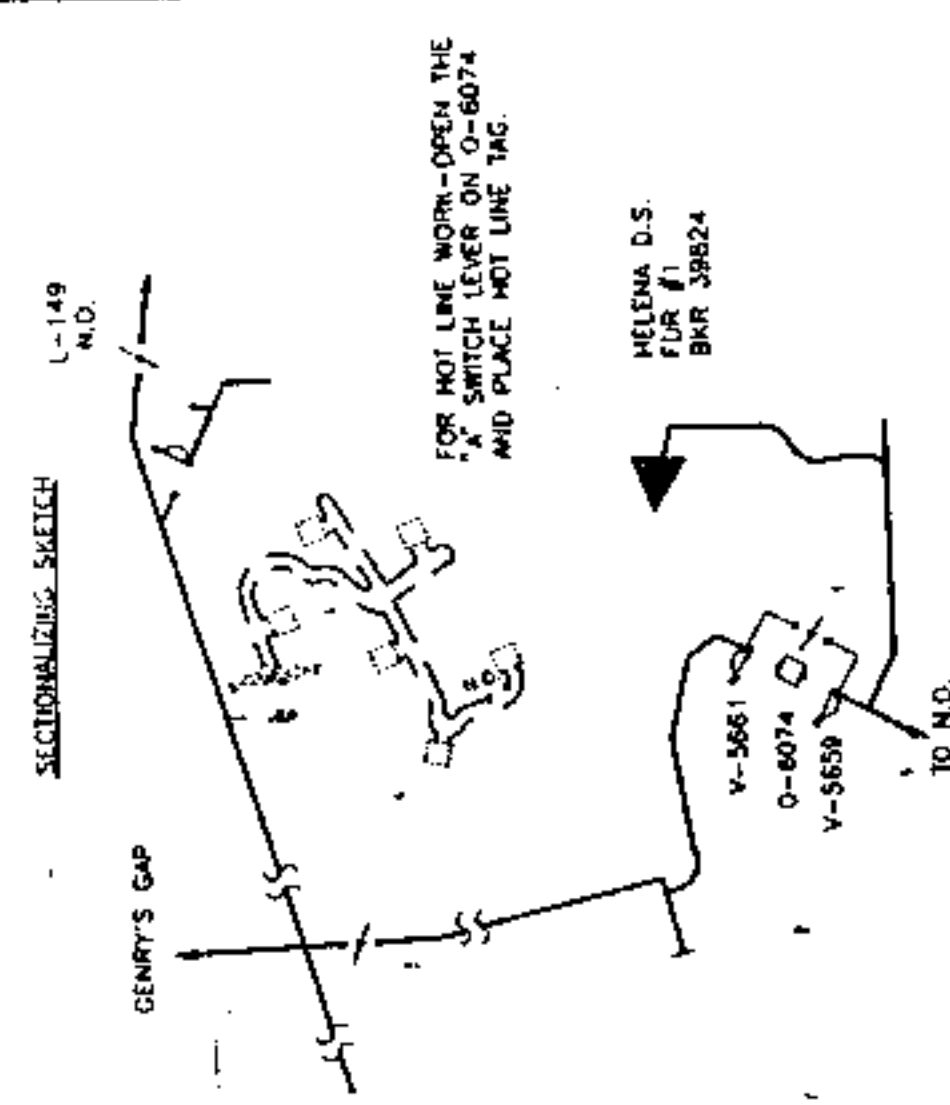 SECTIONALIZING SKETCH
L-149
N.D.
FOR HOT LINE WORK-OPEN THE
"A" SWITCH LEVER ON O-6074
AND PLACE HOT LINE TAG.
GENRY'S GAP
HELENA D.S.
FDR #1
BKR 39824
V-5661
O-6074
V-5659
TO N.D.
N.O.